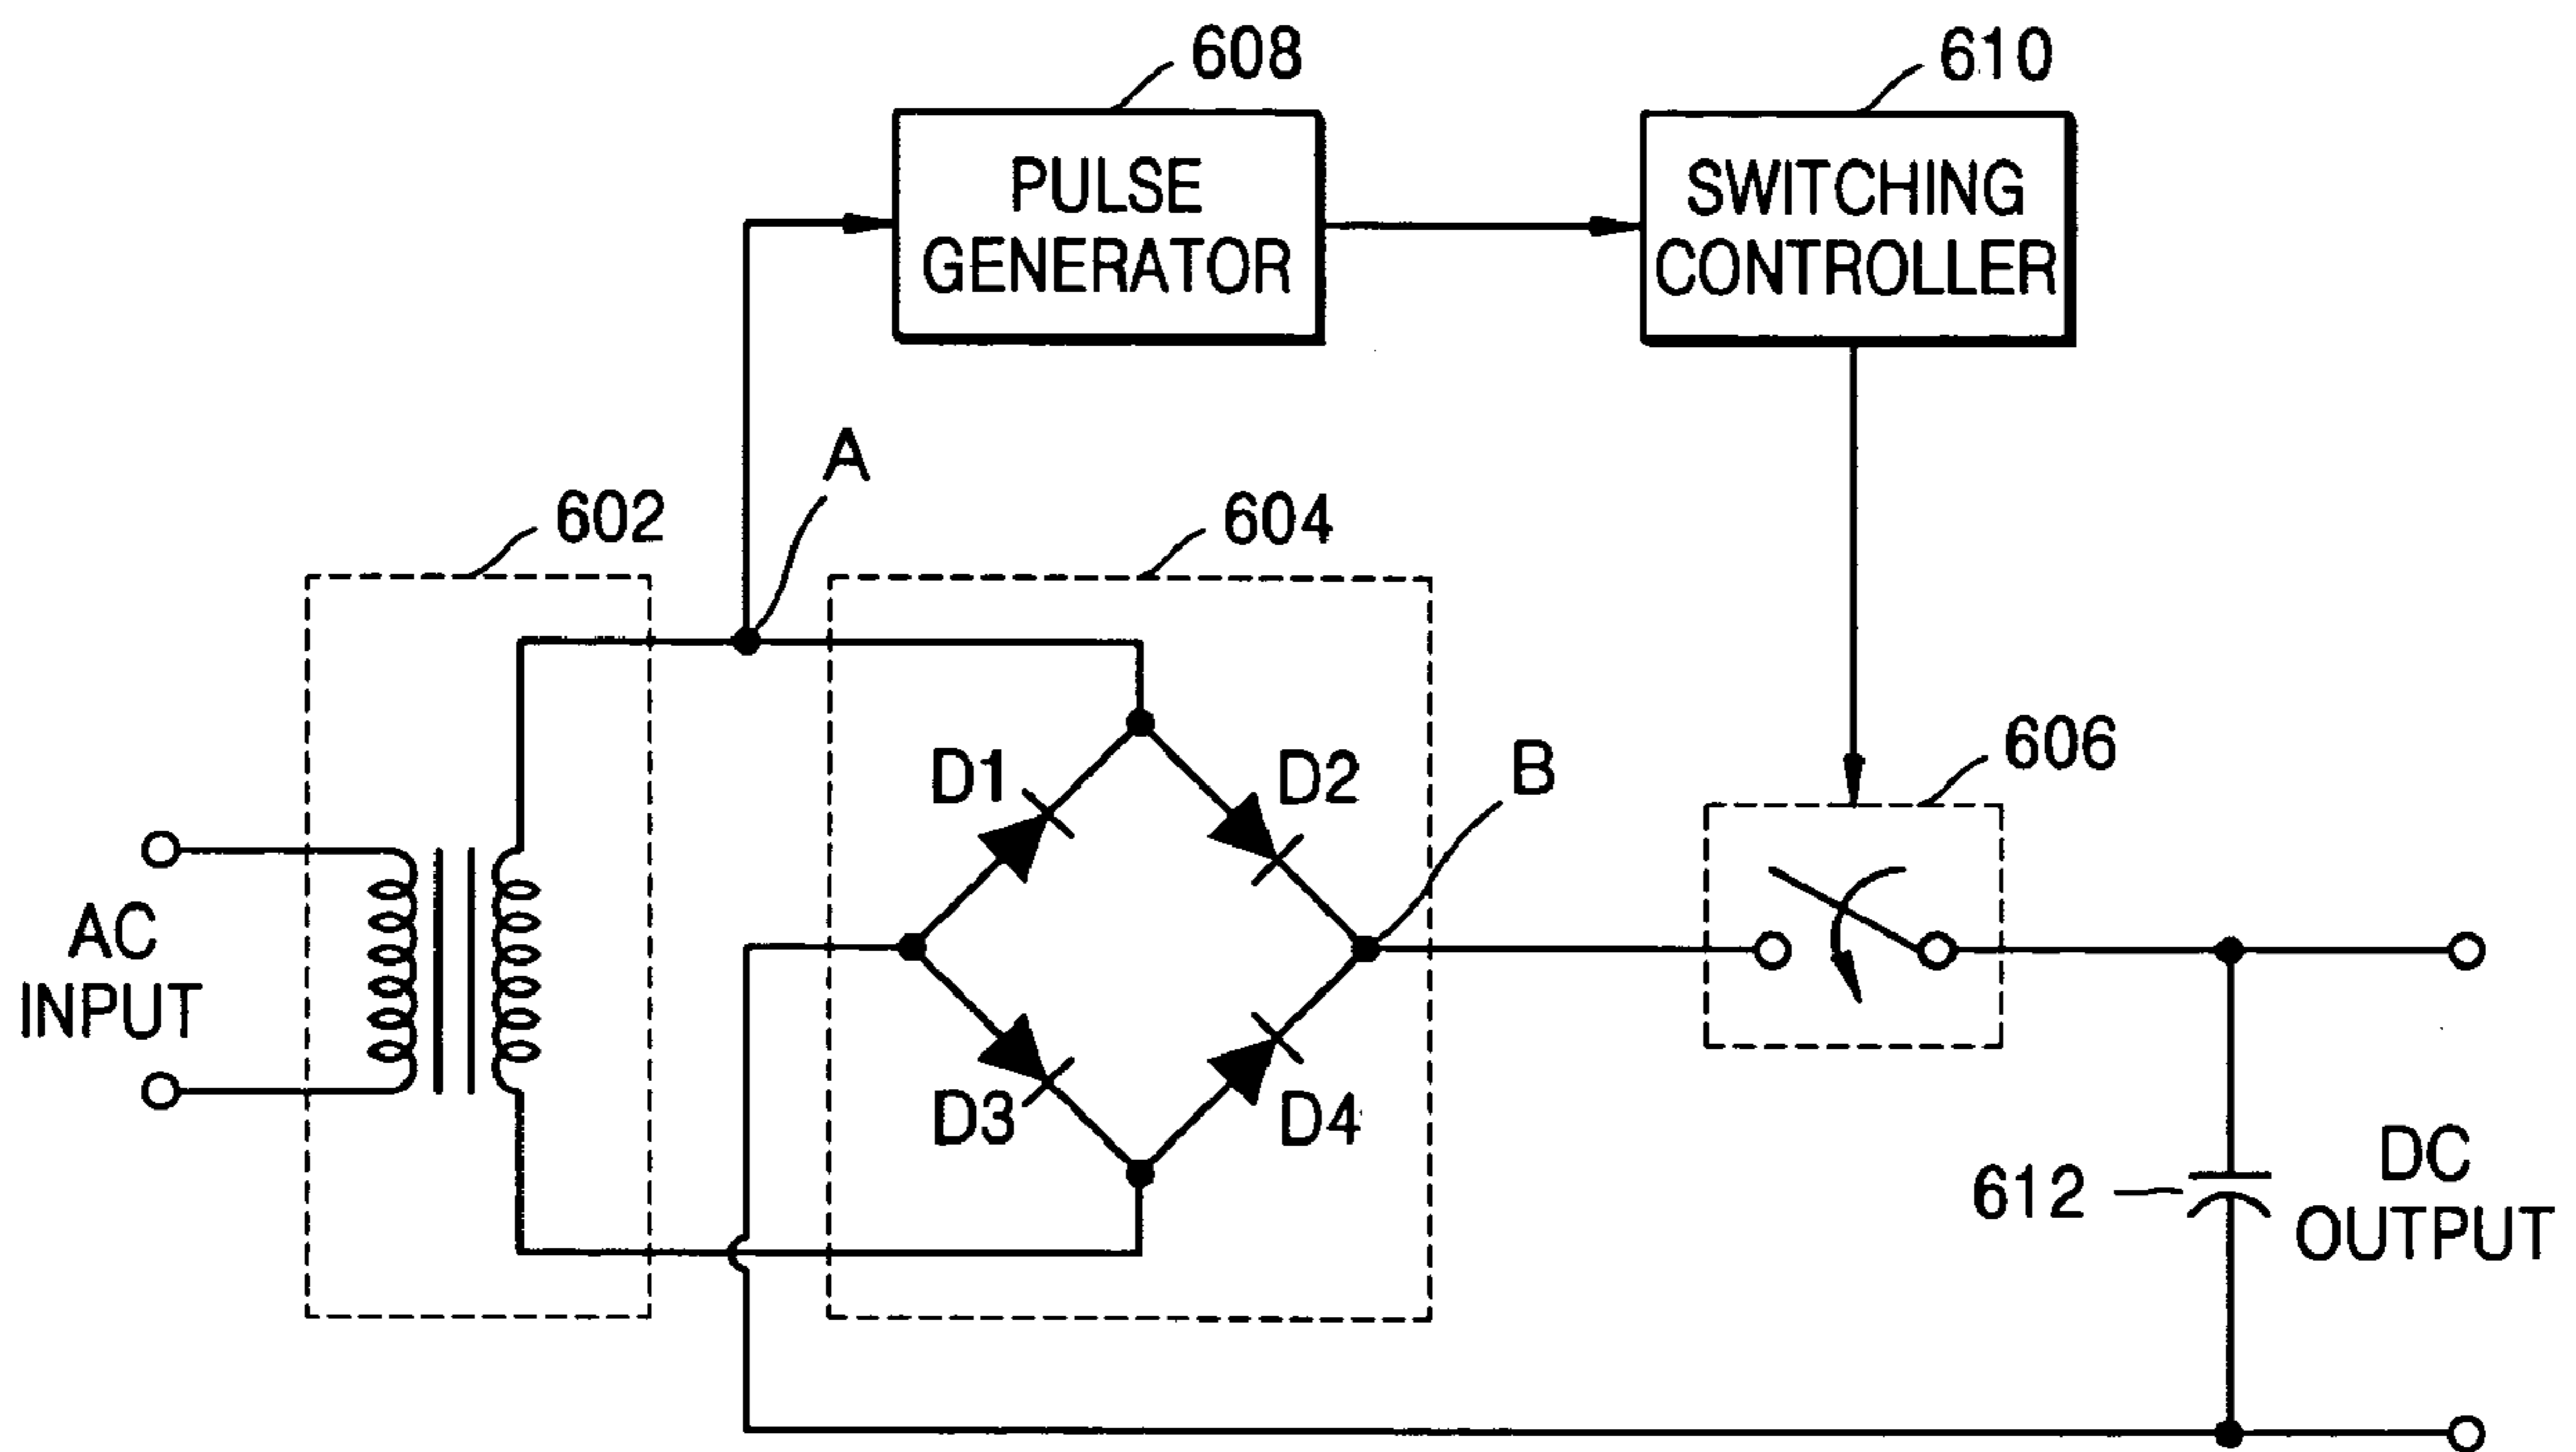 608
610
PULSE
GENERATOR
SWITCHING
CONTROLLER
A
602
604
D1
D2
B
606
AC
INPUT
D3
D4
612
DC
OUTPUT